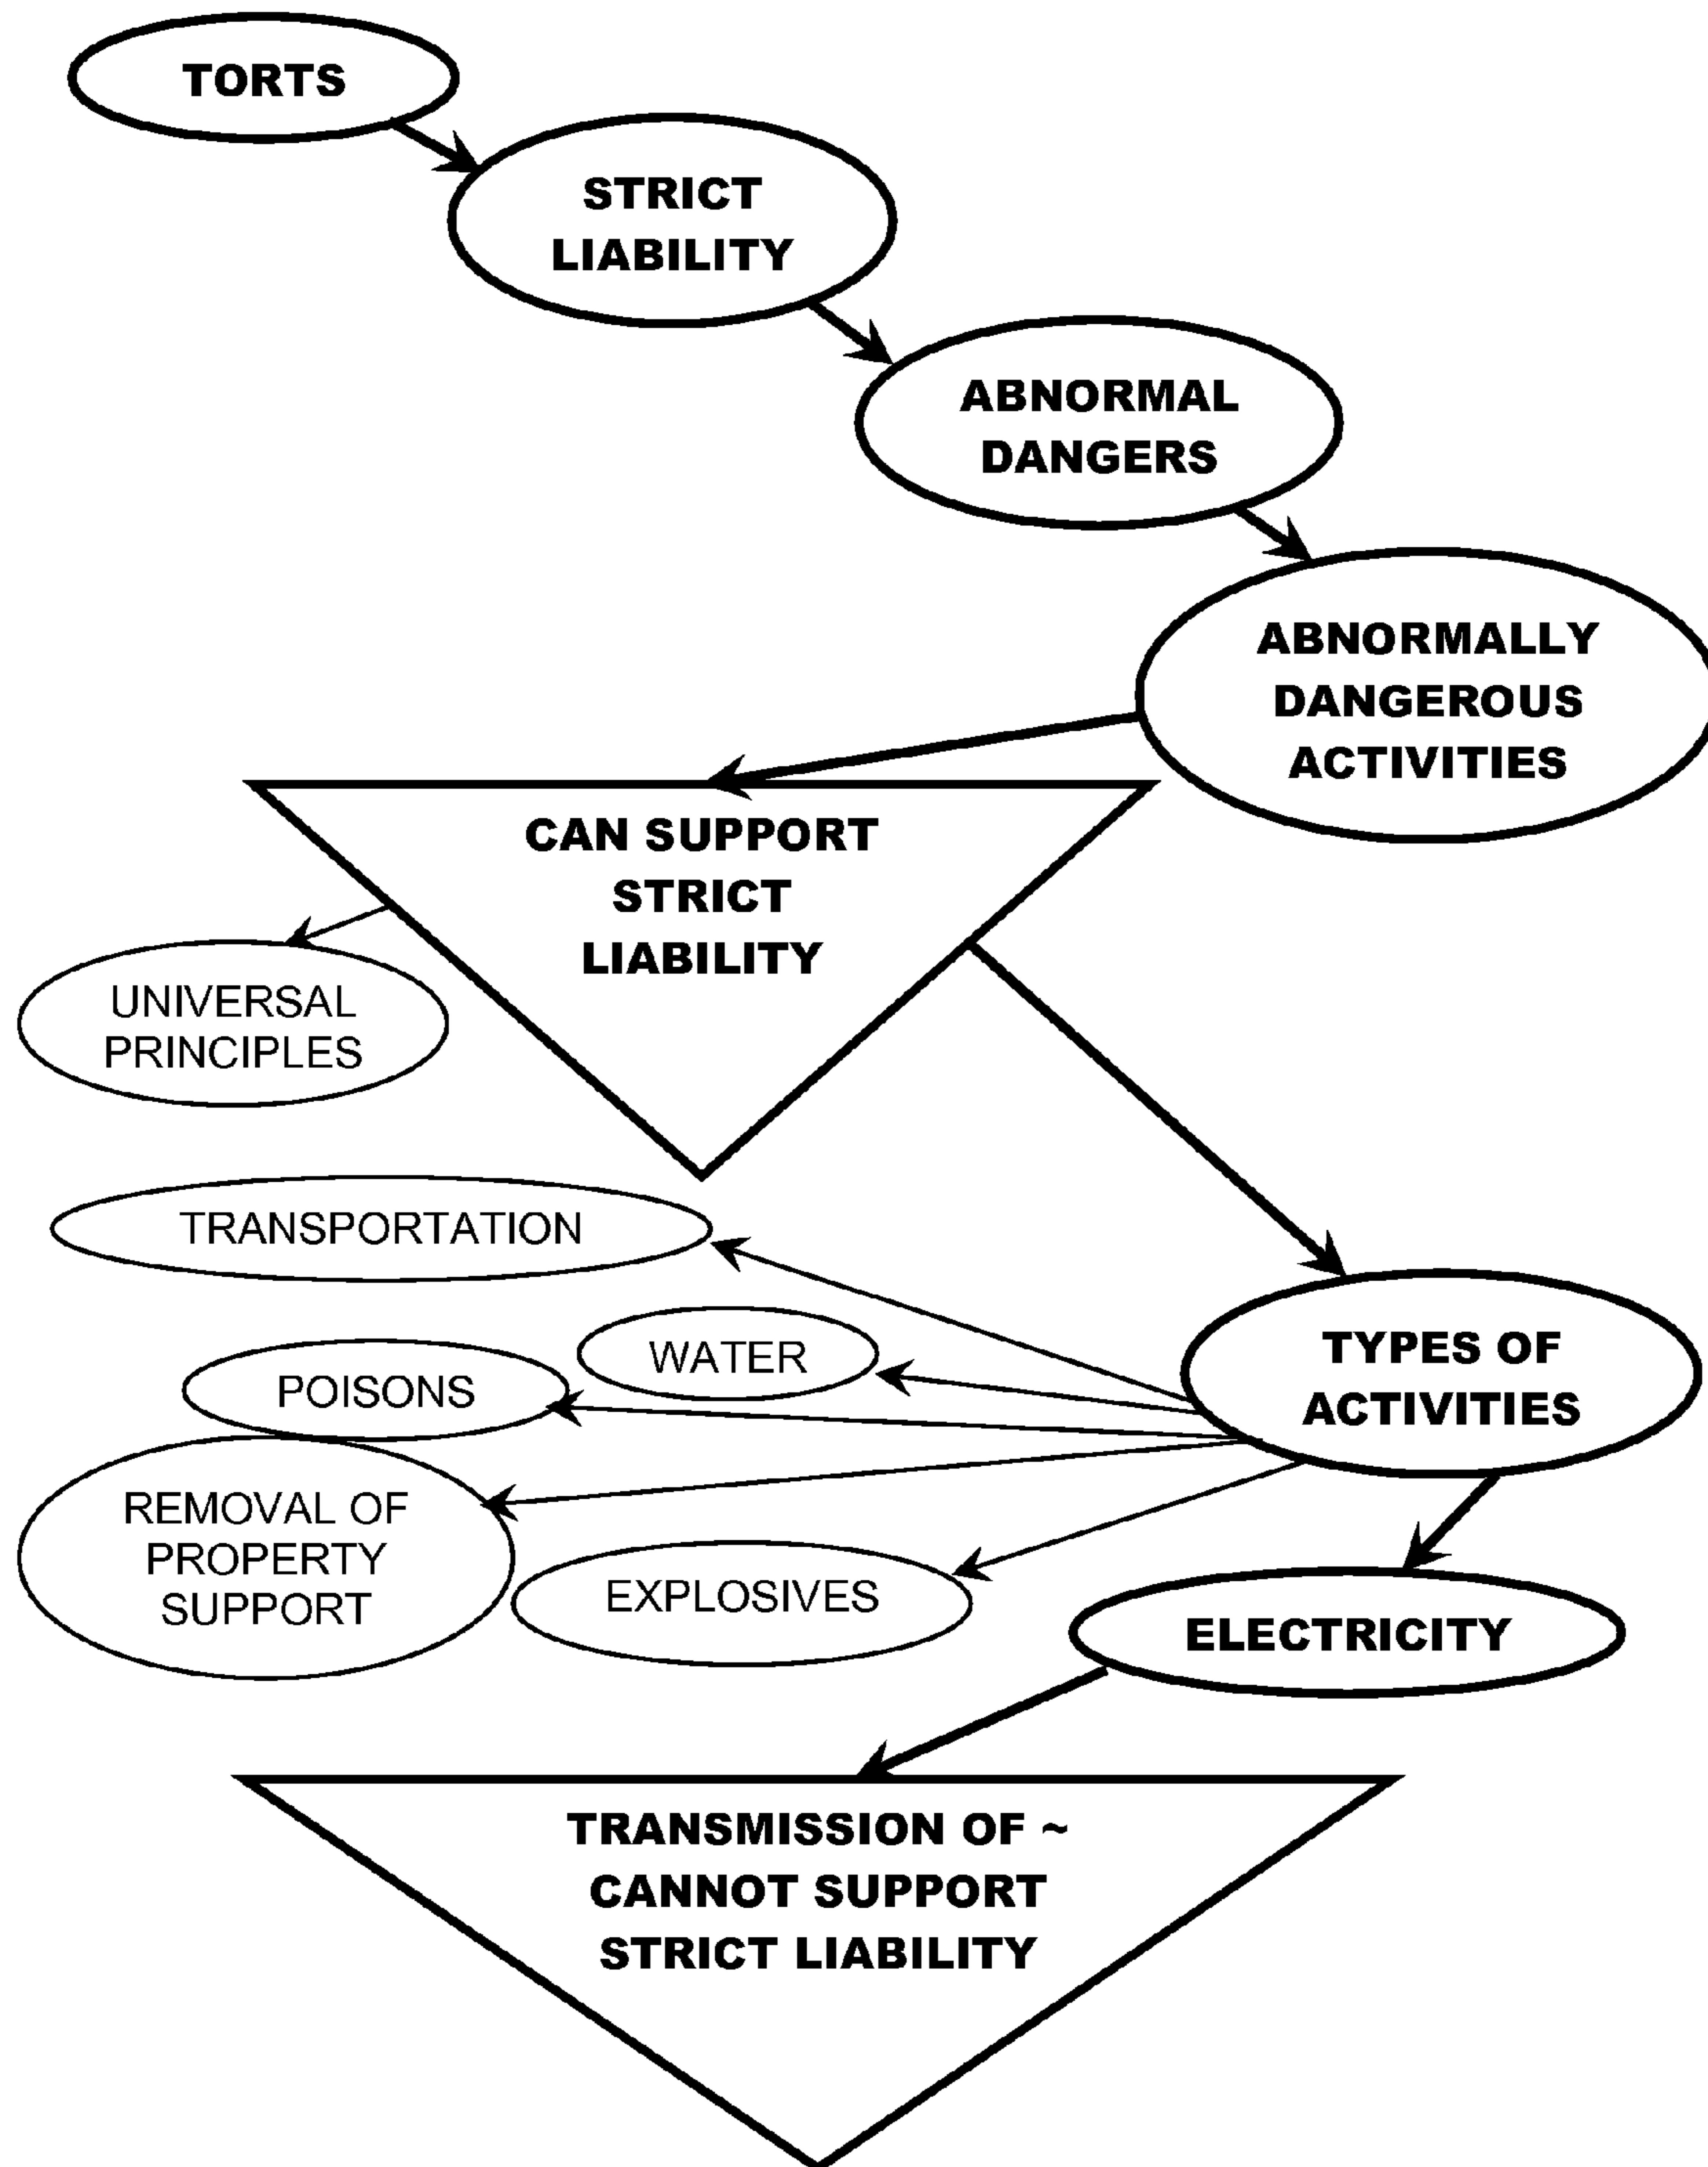 TORTS
STRICT
LIABILITY
ABNORMAL
DANGERS
ABNORMALLY
DANGEROUS
ACTIVITIES
CAN SUPPORT
STRICT
LIABILITY
UNIVERSAL
PRINCIPLES
TRANSPORTATION
WATER
POISONS
TYPES OF
ACTIVITIES
REMOVAL OF
PROPERTY
SUPPORT
EXPLOSIVES
ELECTRICITY
TRANSMISSION OF ~
CANNOT SUPPORT
STRICT LIABILITY